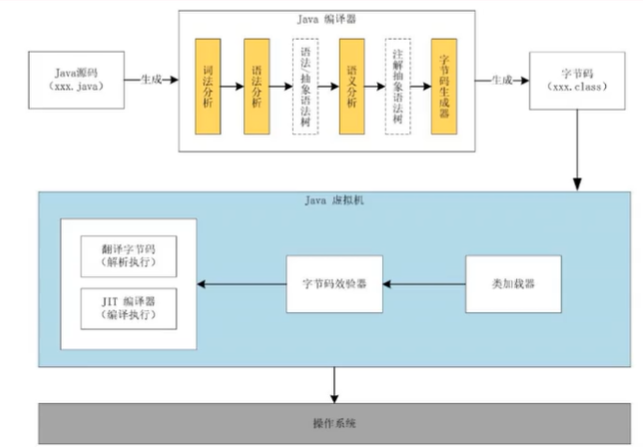 Java 编译器
Java源码
（xxx.java）
生成
词法分析
语法分析
语法/抽象语法树
语义分析
注解抽象语法树
字节码生成器
生成
字节码
（xxx.class）
Java 虚拟机
翻译字节码
（解析执行）
JIT 编译器
（编译执行）
字节码效验器
类加载器
操作系统